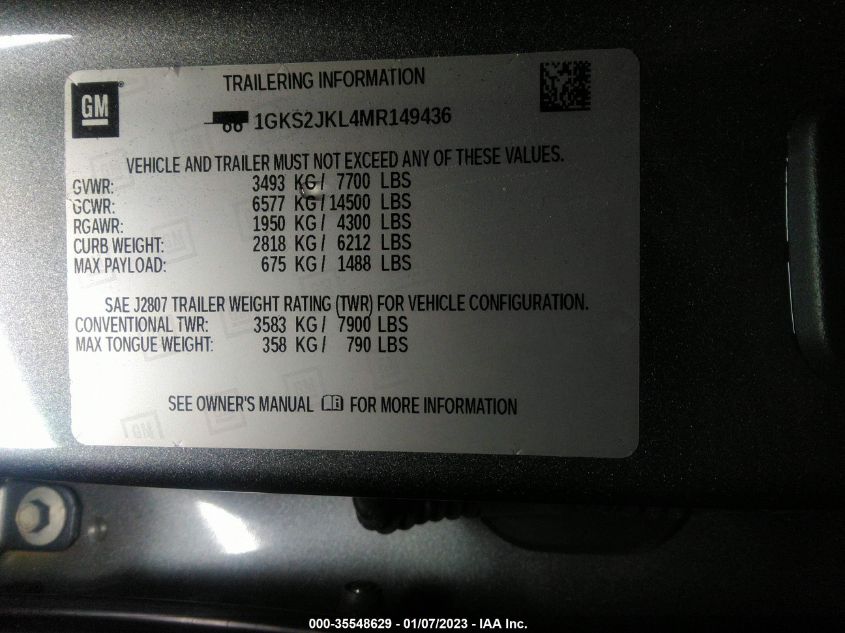 GM
TRAILERING INFORMATION
1GKS2JKL4MR149436
VEHICLE AND TRAILER MUST NOT EXCEED ANY OF THESE VALUES.
GVWR: 3493 KG / 7700 LBS
GCWR: 6577 KG / 14500 LBS
RGAWR: 1950 KG / 4300 LBS
CURB WEIGHT: 2818 KG / 6212 LBS
MAX PAYLOAD: 675 KG / 1488 LBS
SAE J2807 TRAILER WEIGHT RATING (TWR) FOR VEHICLE CONFIGURATION.
CONVENTIONAL TWR: 3583 KG / 7900 LBS
MAX TONGUE WEIGHT: 358 KG / 790 LBS
SEE OWNER'S MANUAL FOR MORE INFORMATION
GM
000-35548629 - 01/07/2023 - IAA Inc.